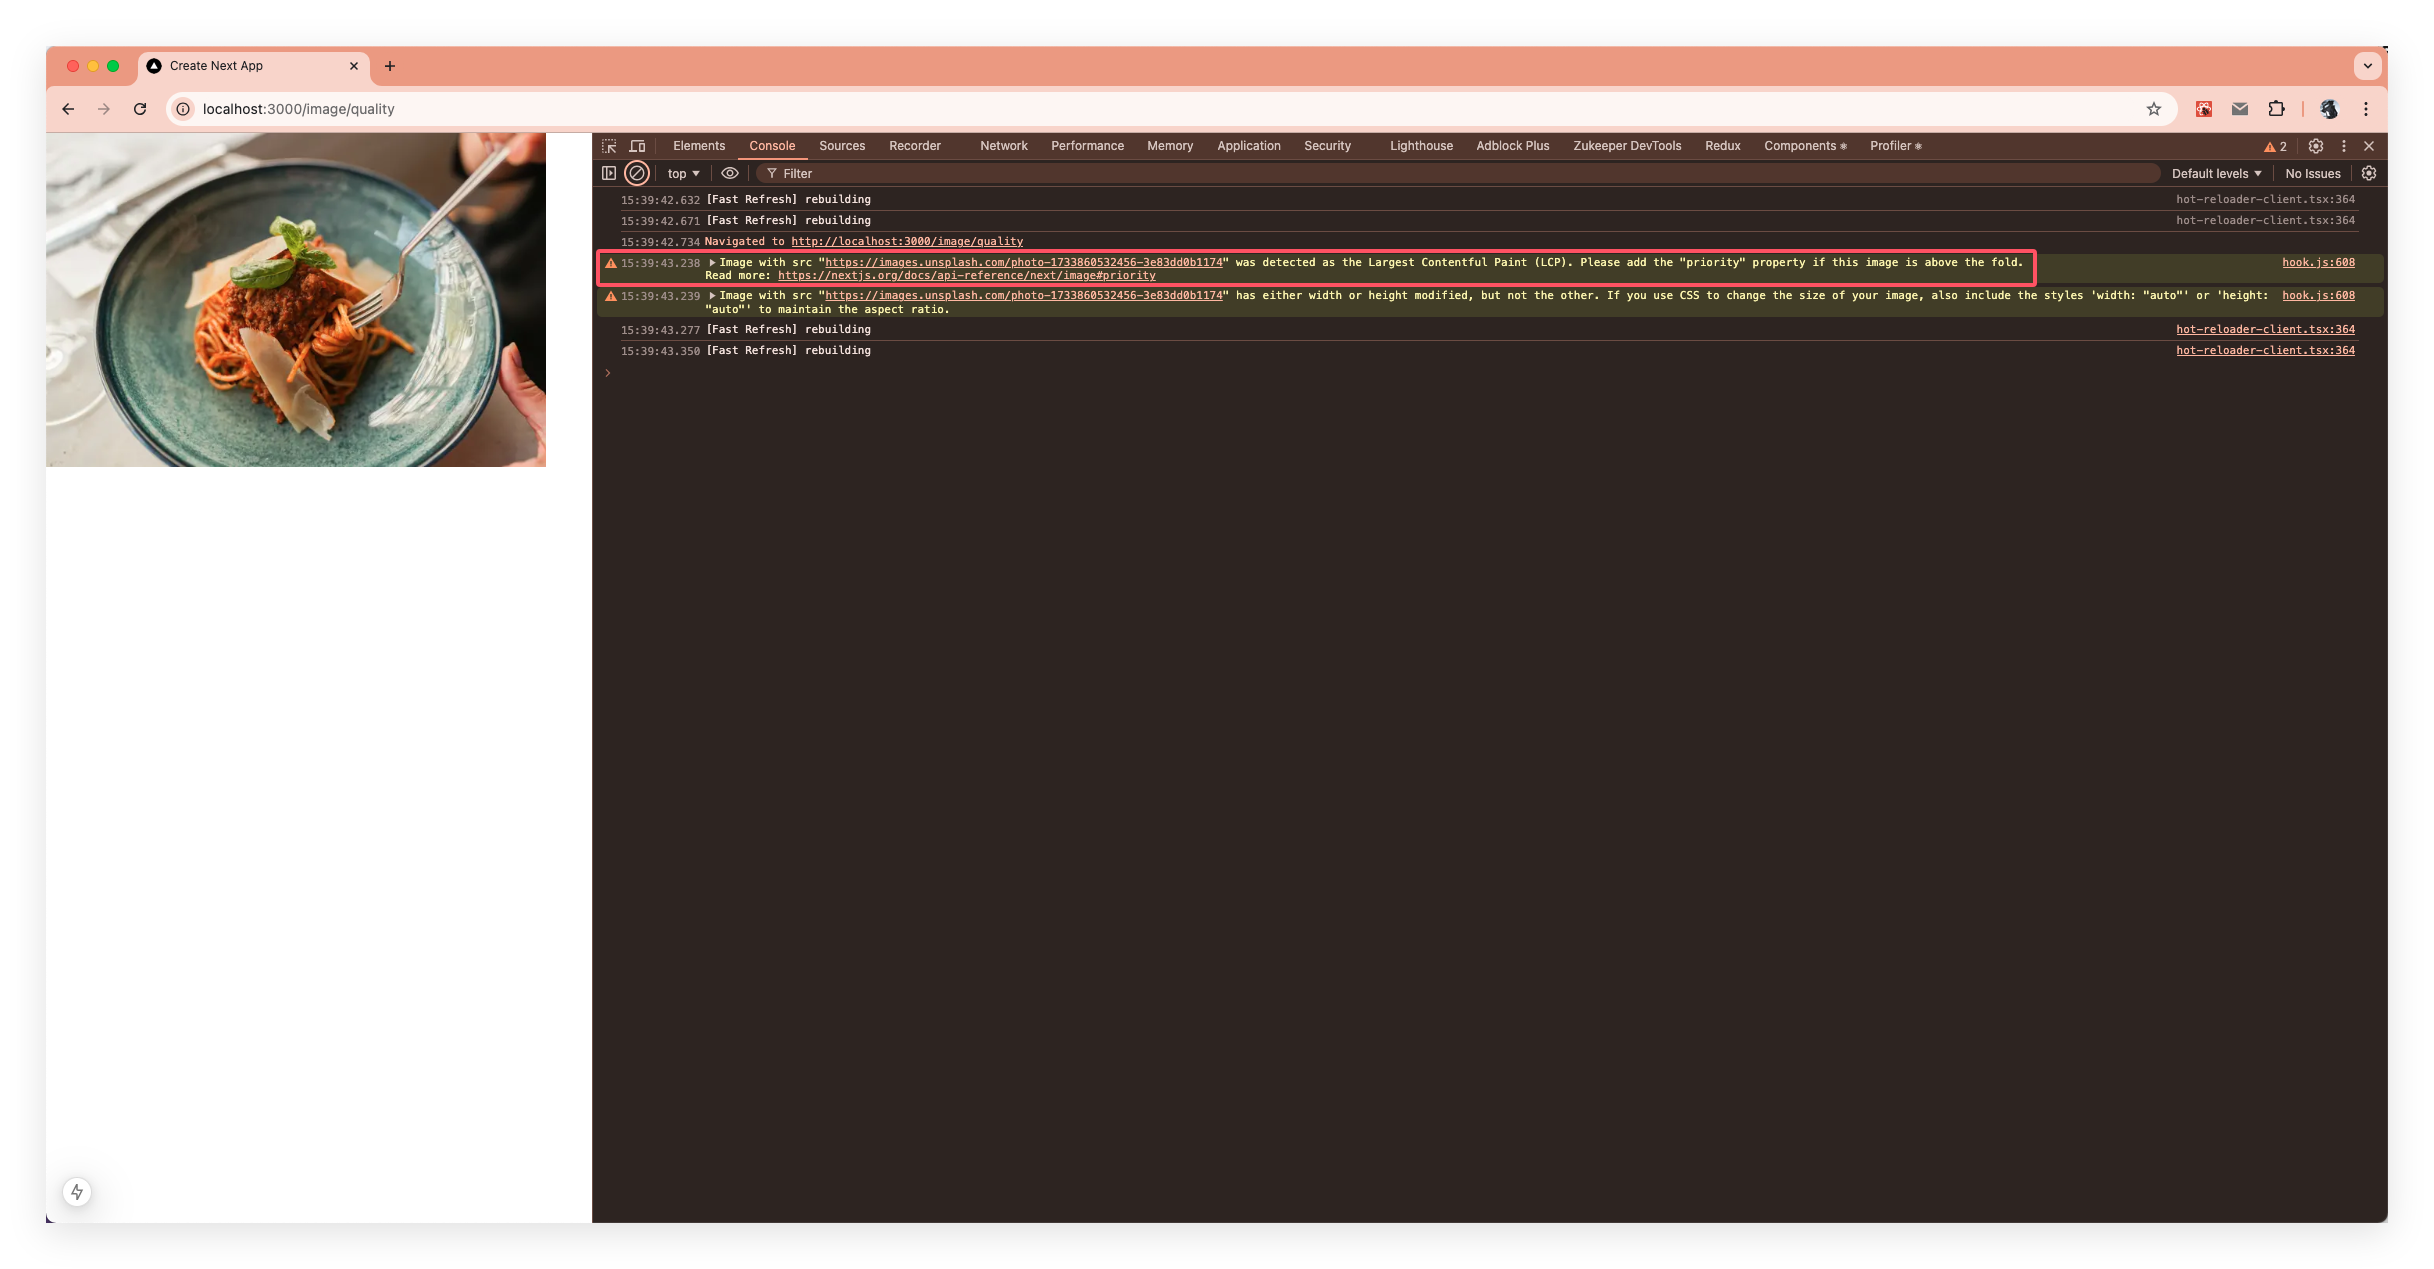 Create Next App
localhost:3000/image/quality
Elements Console Sources Recorder Network Performance Memory Application Security Lighthouse Adblock Plus Zukeeper DevTools Redux Components Profiler 2
top Filter Default levels No Issues
15:39:42.632 [Fast Refresh] rebuilding hot-reloader-client.tsx:364
15:39:42.671 [Fast Refresh] rebuilding hot-reloader-client.tsx:364
15:39:42.734 Navigated to http://localhost:3000/image/quality
15:39:43.238 Image with src "https://images.unsplash.com/photo-1733860532456-3e83dd0b1174" was detected as the Largest Contentful Paint (LCP). Please add the "priority" property if this image is above the fold. hook.js:608
Read more: https://nextjs.org/docs/api-reference/next/image#priority
15:39:43.239 Image with src "https://images.unsplash.com/photo-1733860532456-3e83dd0b1174" has either width or height modified, but not the other. If you use CSS to change the size of your image, also include the styles 'width: "auto"' or 'height: hook.js:608
"auto"' to maintain the aspect ratio.
15:39:43.277 [Fast Refresh] rebuilding hot-reloader-client.tsx:364
15:39:43.350 [Fast Refresh] rebuilding hot-reloader-client.tsx:364